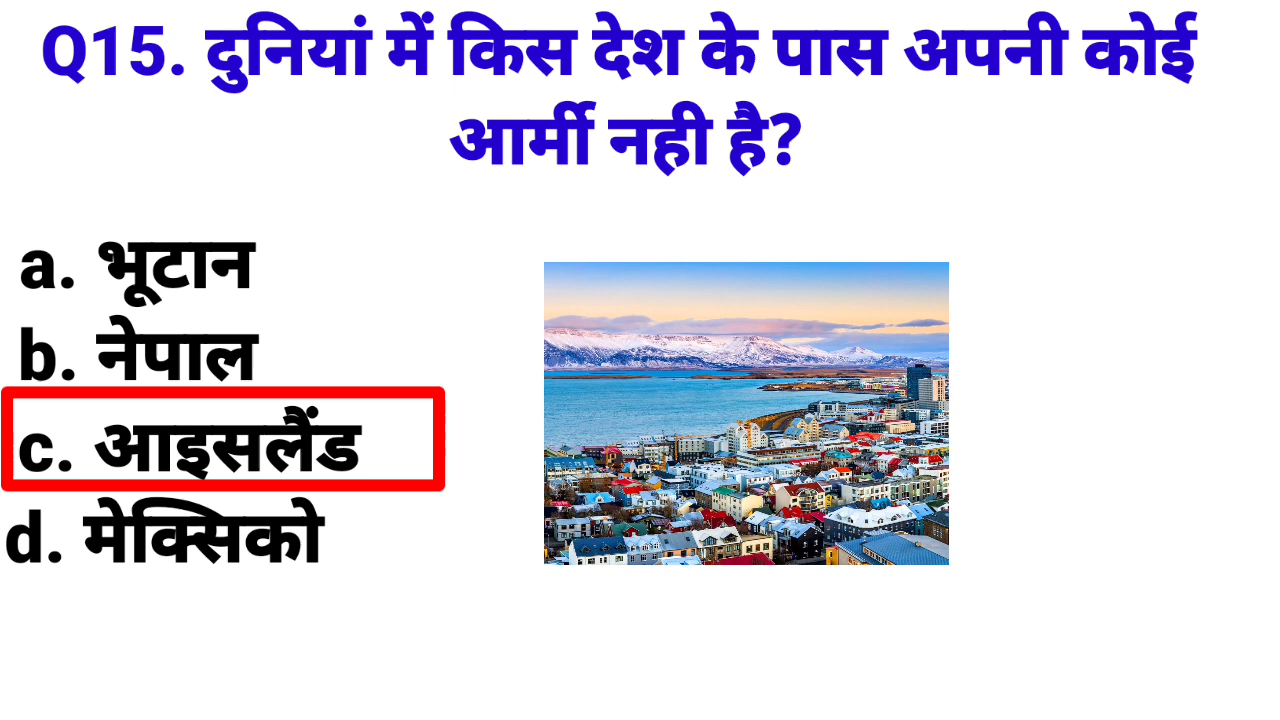 Q15. दुनियां में किस देश के पास अपनी कोई
आर्मी नही है?
a. भूटान
b. नेपाल
c. आइसलैंड
d. मेक्सिको